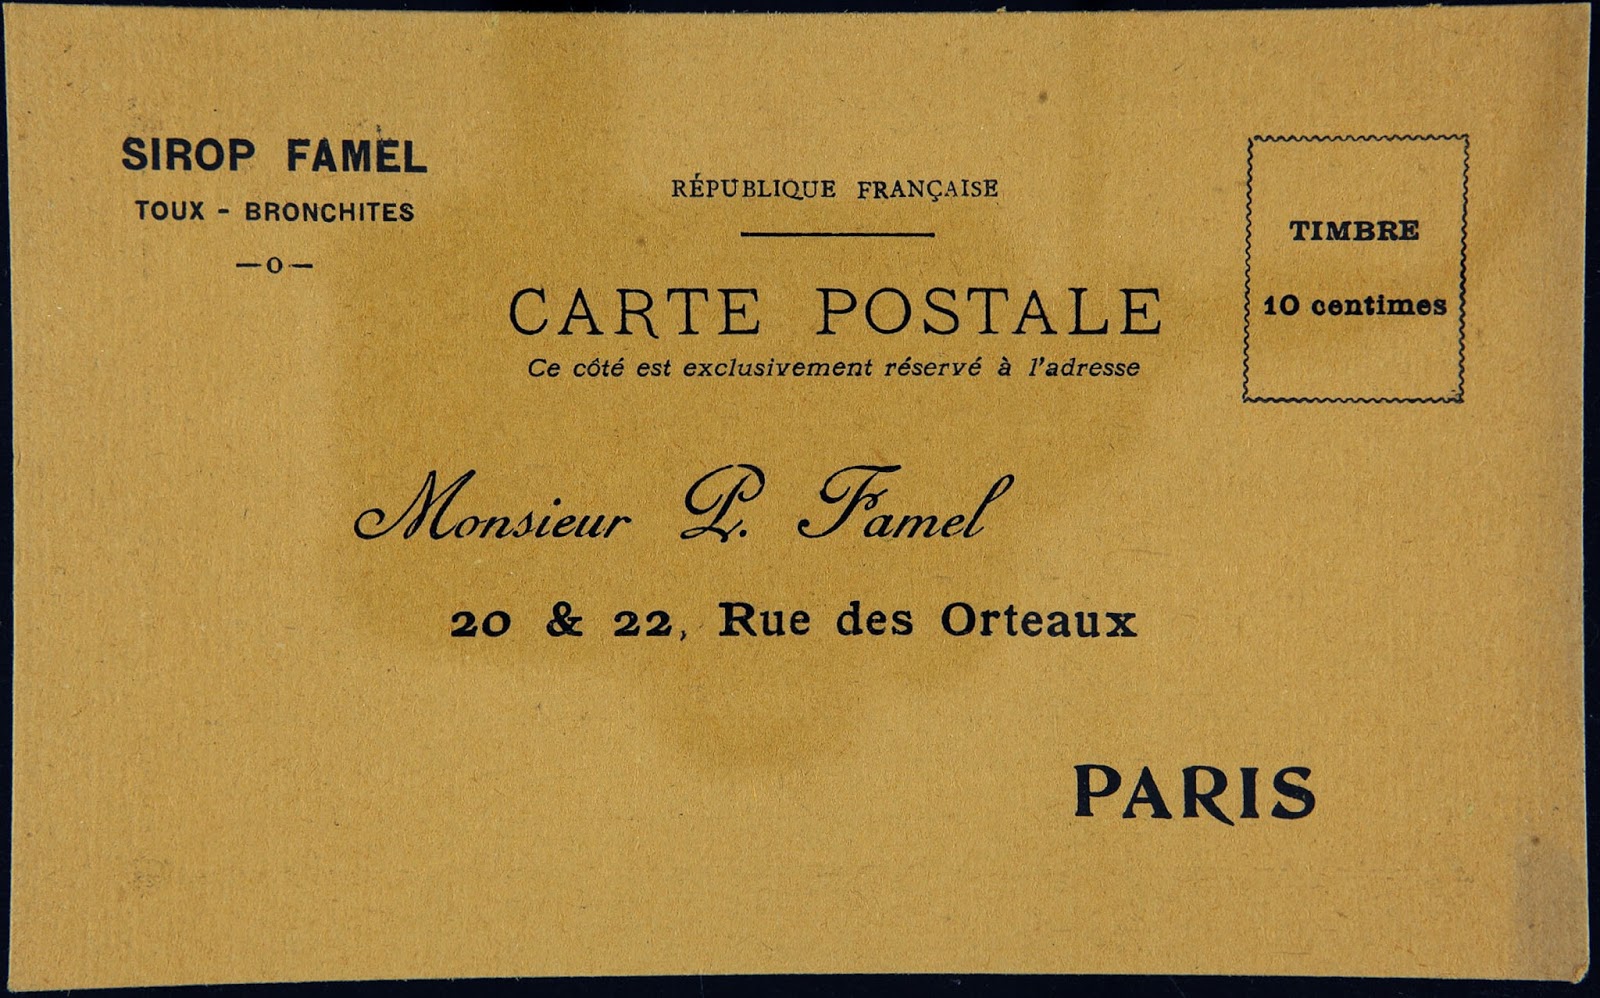 SIROP FAMEL
TOUX - BRONCHITES
—o—
RÉPUBLIQUE FRANÇAISE
CARTE POSTALE
Ce côté est exclusivement réservé à l'adresse
TIMBRE
10 centimes
Monsieur P. Famel
20 & 22, Rue des Orteaux
PARIS